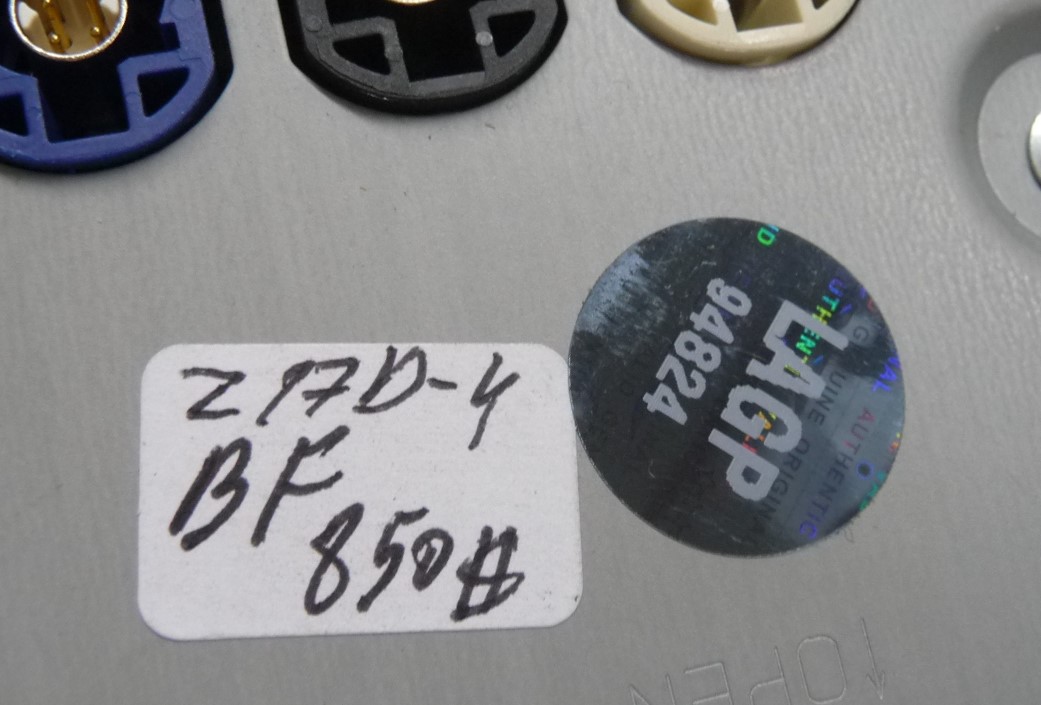 Z17D-4
BF
850
LAGP
94824
GENUINE ORIGINAL AUTHENTIC
OPEN